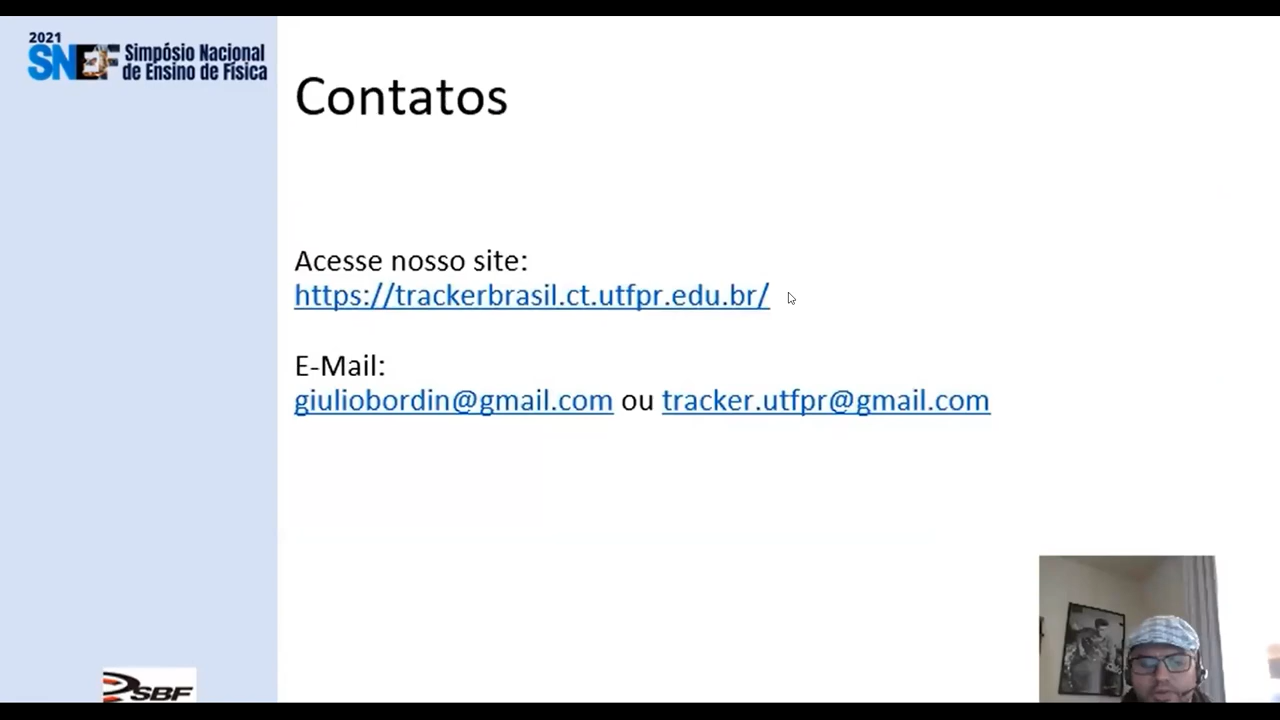 2021
SNEF Simpósio Nacional
de Ensino de Física
Contatos
Acesse nosso site:
https://trackerbrasil.ct.utfpr.edu.br/
E-Mail:
giuliobordin@gmail.com ou tracker.utfpr@gmail.com
SBF